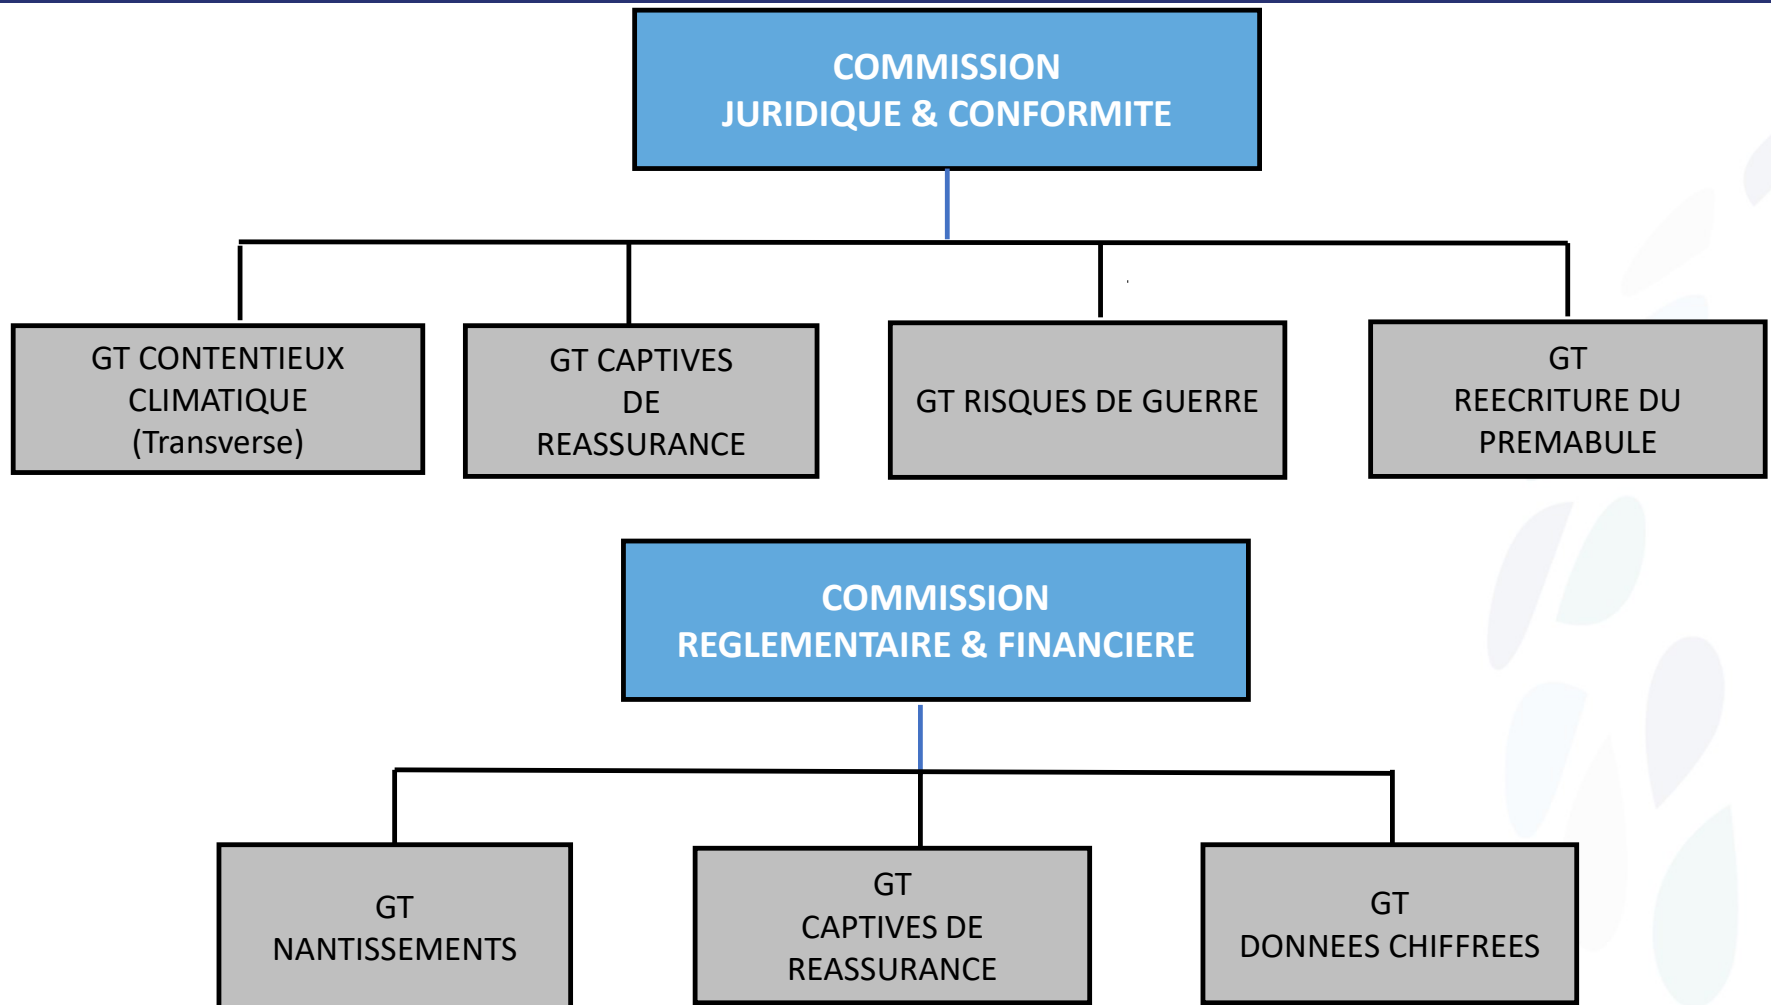 COMMISSION
JURIDIQUE & CONFORMITE
GT CONTENTIEUX
CLIMATIQUE
(Transverse)
GT CAPTIVES
DE
REASSURANCE
GT RISQUES DE GUERRE
GT
REECRITURE DU
PREMABULE
COMMISSION
REGLEMENTAIRE & FINANCIERE
GT
NANTISSEMENTS
GT
CAPTIVES DE
REASSURANCE
GT
DONNEES CHIFFREES